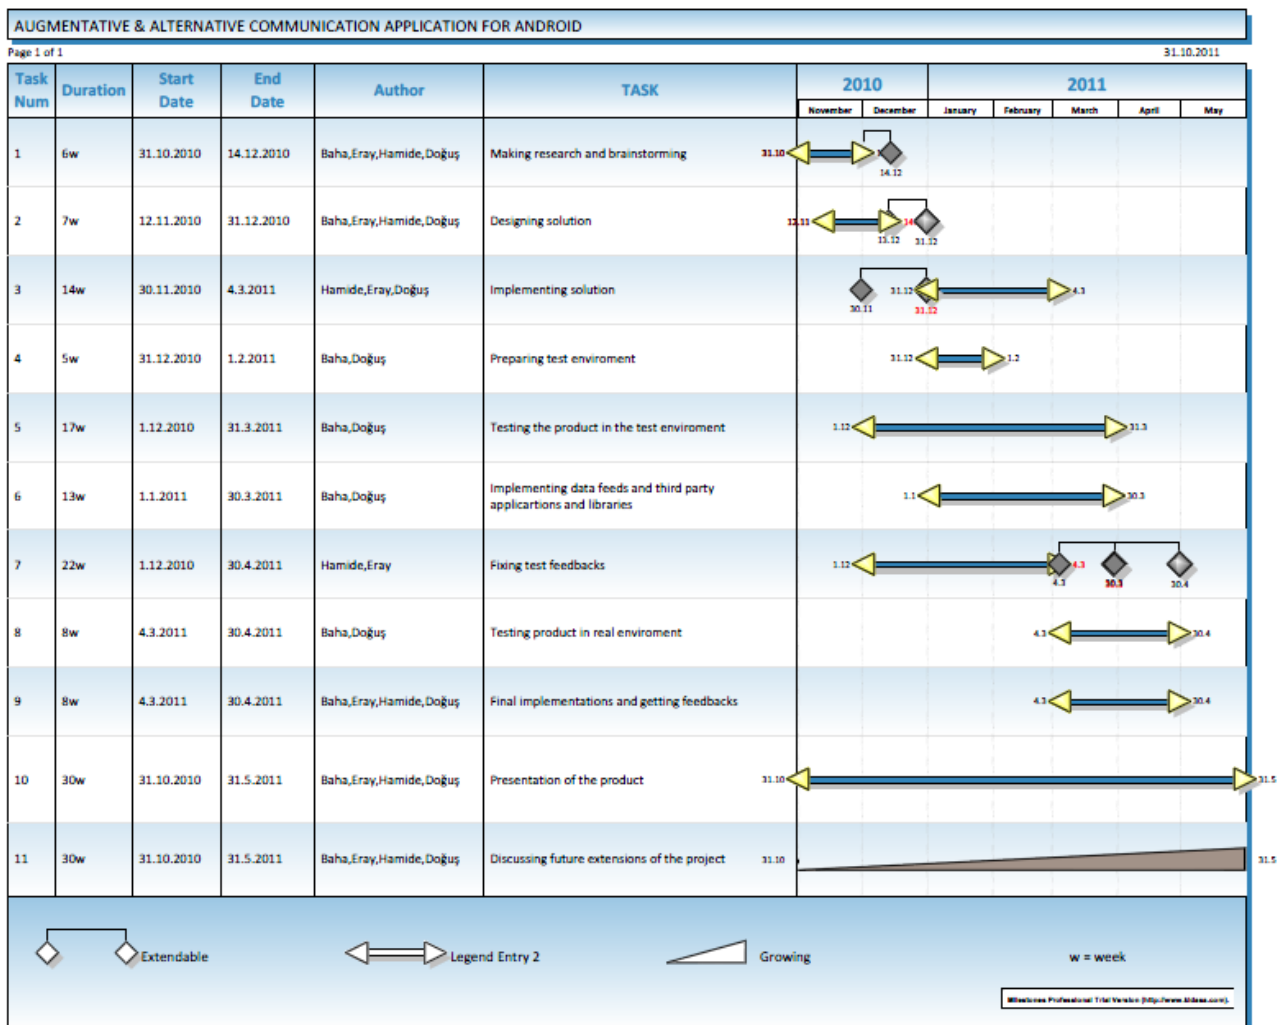 AUGMENTATIVE & ALTERNATIVE COMMUNICATION APPLICATION FOR ANDROID
Page 1 of 1
31.10.2011
Task Num Duration Start Date End Date Author TASK 2010 2011
November December January February March April May
1 6w 31.10.2010 14.12.2010 Baha,Eray,Hamide,Doğuş Making research and brainstorming 31.10
14.12
2 7w 12.11.2010 31.12.2010 Baha,Eray,Hamide,Doğuş Designing solution 14
13.12 31.12
3 14w 30.11.2010 4.3.2011 Hamide,Eray,Doğuş Implementing solution 31.12 4.3
30.11 31.12
4 5w 31.12.2010 1.2.2011 Baha,Doğuş Preparing test enviroment 31.12 1.2
5 17w 1.12.2010 31.3.2011 Baha,Doğuş Testing the product in the test enviroment 1.12 31.3
6 13w 1.1.2011 30.3.2011 Baha,Doğuş Implementing data feeds and third party applicartions and libraries 1.1 30.3
7 22w 1.12.2010 30.4.2011 Hamide,Eray Fixing test feedbacks 1.12 4.3
4.3 30.4
8 8w 4.3.2011 30.4.2011 Baha,Doğuş Testing product in real enviroment 4.3 30.4
9 8w 4.3.2011 30.4.2011 Baha,Eray,Hamide,Doğuş Final implementations and getting feedbacks 4.3 30.4
10 30w 31.10.2010 31.5.2011 Baha,Eray,Hamide,Doğuş Presentation of the product 31.10 31.5
11 30w 31.10.2010 31.5.2011 Baha,Eray,Hamide,Doğuş Discussing future extensions of the project 31.10 31.5
Extendable Legend Entry 2 Growing w = week
Milestones Professional Trial Version (http://www.kidasa.com).